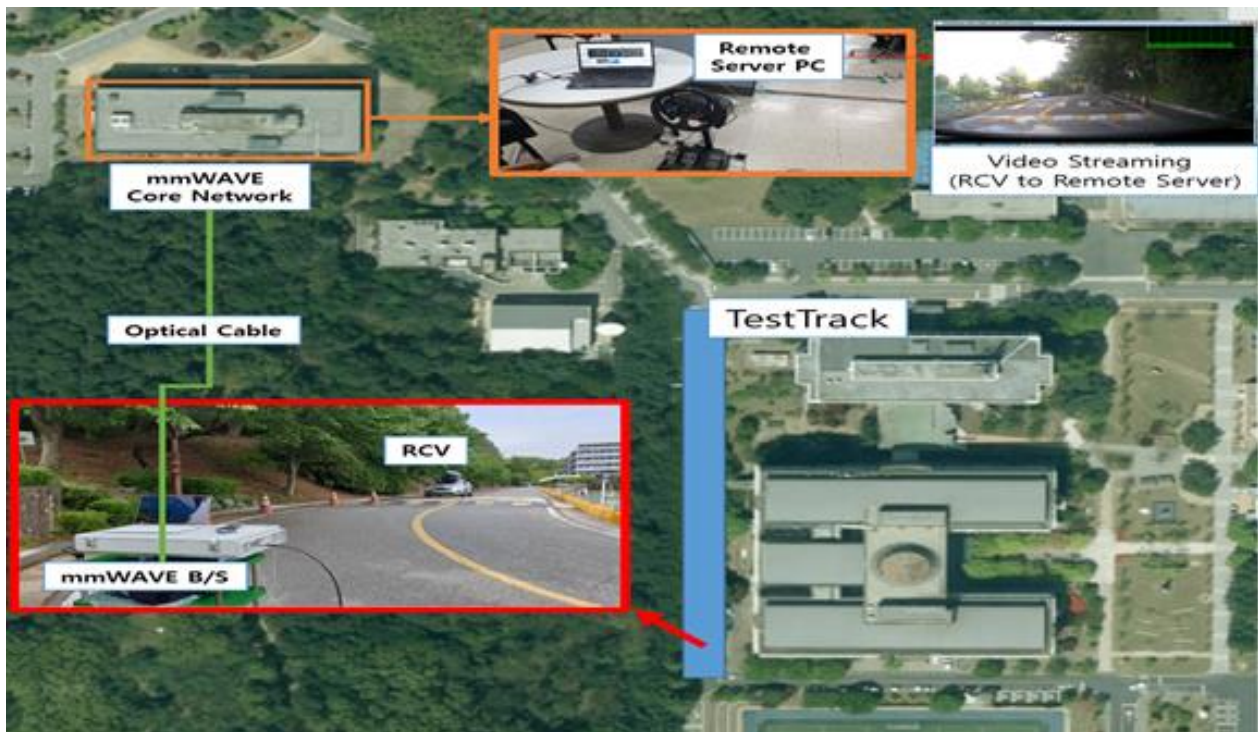 Remote
Server PC
Video Streaming
(RCV to Remote Server)
mmWAVE
Core Network
TestTrack
Optical Cable
RCV
mmWAVE B/S